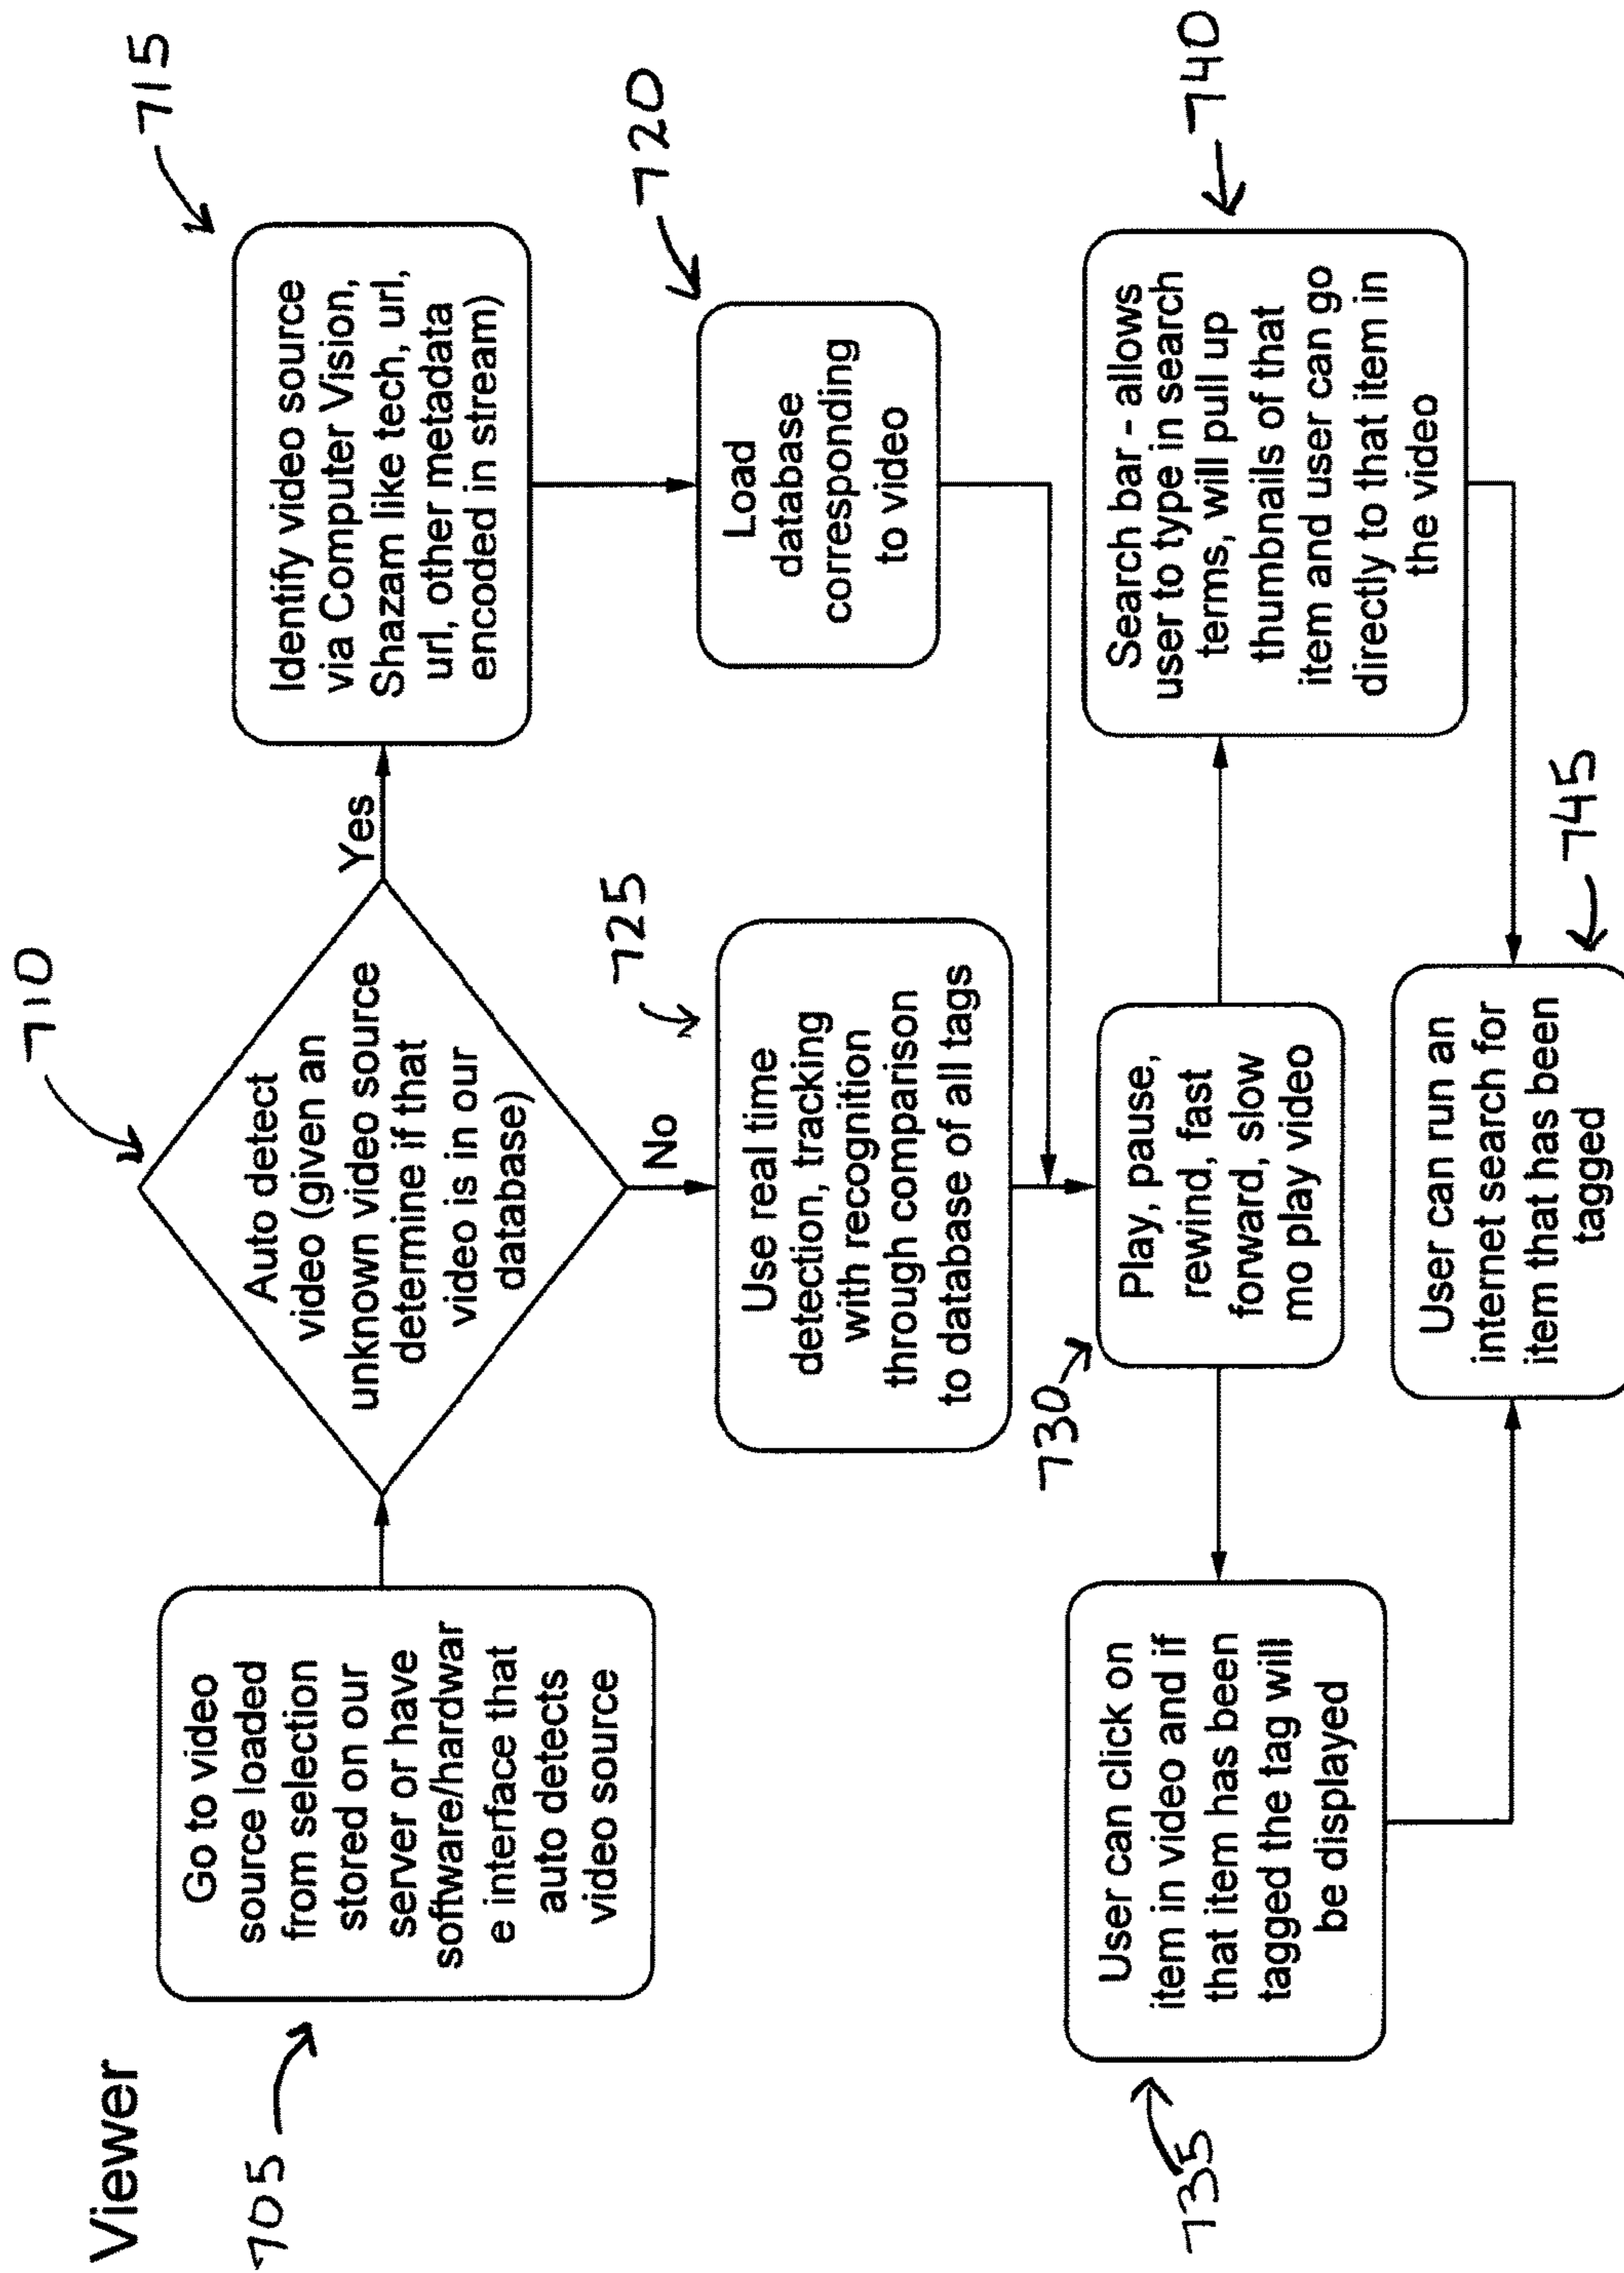 Viewer
705
Go to video
source loaded
from selection
stored on our
server or have
software/hardwar
e interface that
auto detects
video source
710
Auto detect
video (given an
unknown video source
determine if that
video is in our
database)
Yes
No
715
Identify video source
via Computer Vision,
Shazam like tech, url,
url, other metadata
encoded in stream)
720
Load
database
corresponding
to video
725
Use real time
detection, tracking
with recognition
through comparison
to database of all tags
730
Play, pause,
rewind, fast
forward, slow
mo play video
735
User can click on
item in video and if
that item has been
tagged the tag will
be displayed
740
Search bar - allows
user to type in search
terms, will pull up
thumbnails of that
item and user can go
directly to that item in
the video
745
User can run an
internet search for
item that has been
tagged